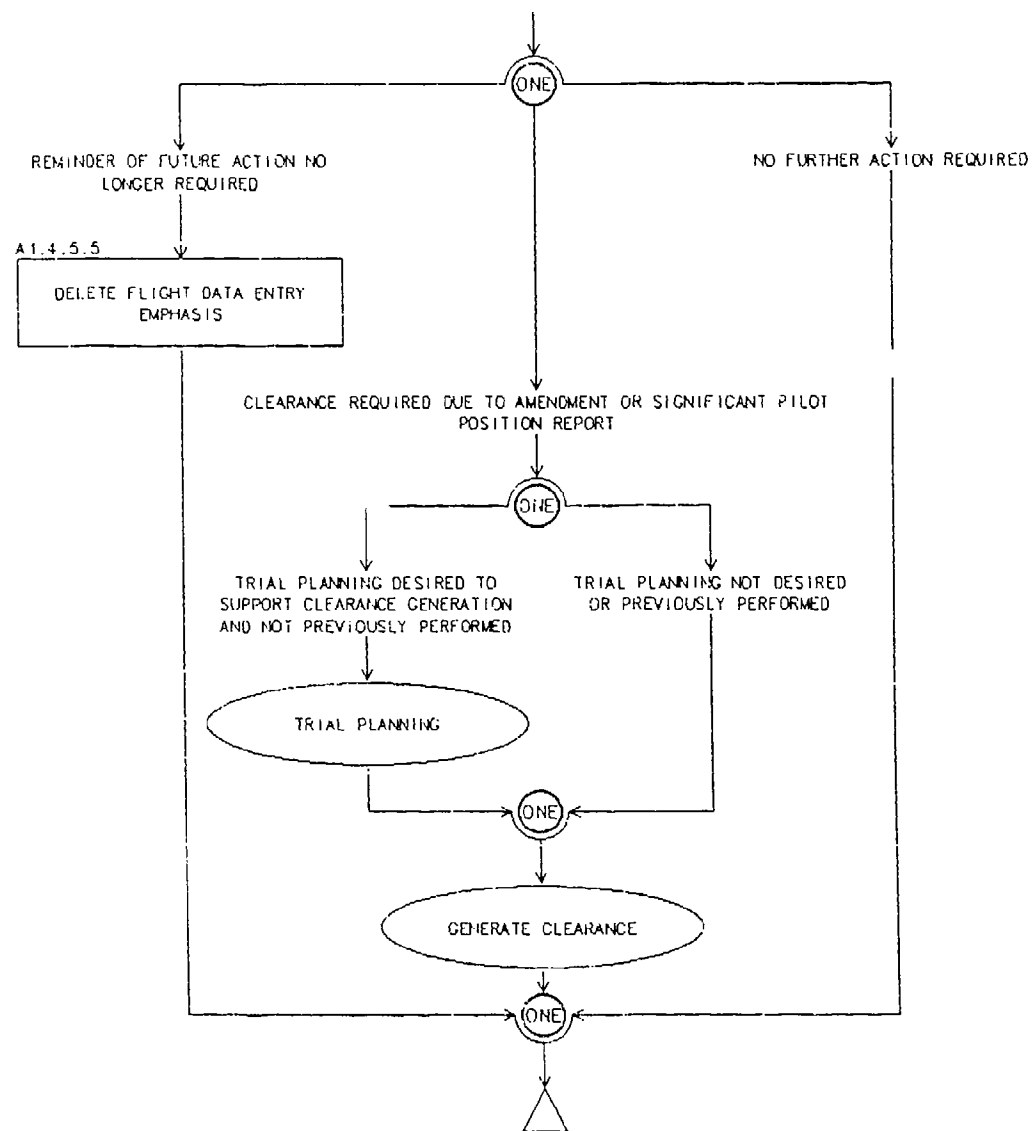 ONE
REMINDER OF FUTURE ACTION NO
LONGER REQUIRED
NO FURTHER ACTION REQUIRED
A1.4.5.5
DELETE FLIGHT DATA ENTRY
EMPHASIS
CLEARANCE REQUIRED DUE TO AMENDMENT OR SIGNIFICANT PILOT
POSITION REPORT
ONE
TRIAL PLANNING DESIRED TO
SUPPORT CLEARANCE GENERATION
AND NOT PREVIOUSLY PERFORMED
TRIAL PLANNING NOT DESIRED
OR PREVIOUSLY PERFORMED
TRIAL PLANNING
ONE
GENERATE CLEARANCE
ONE